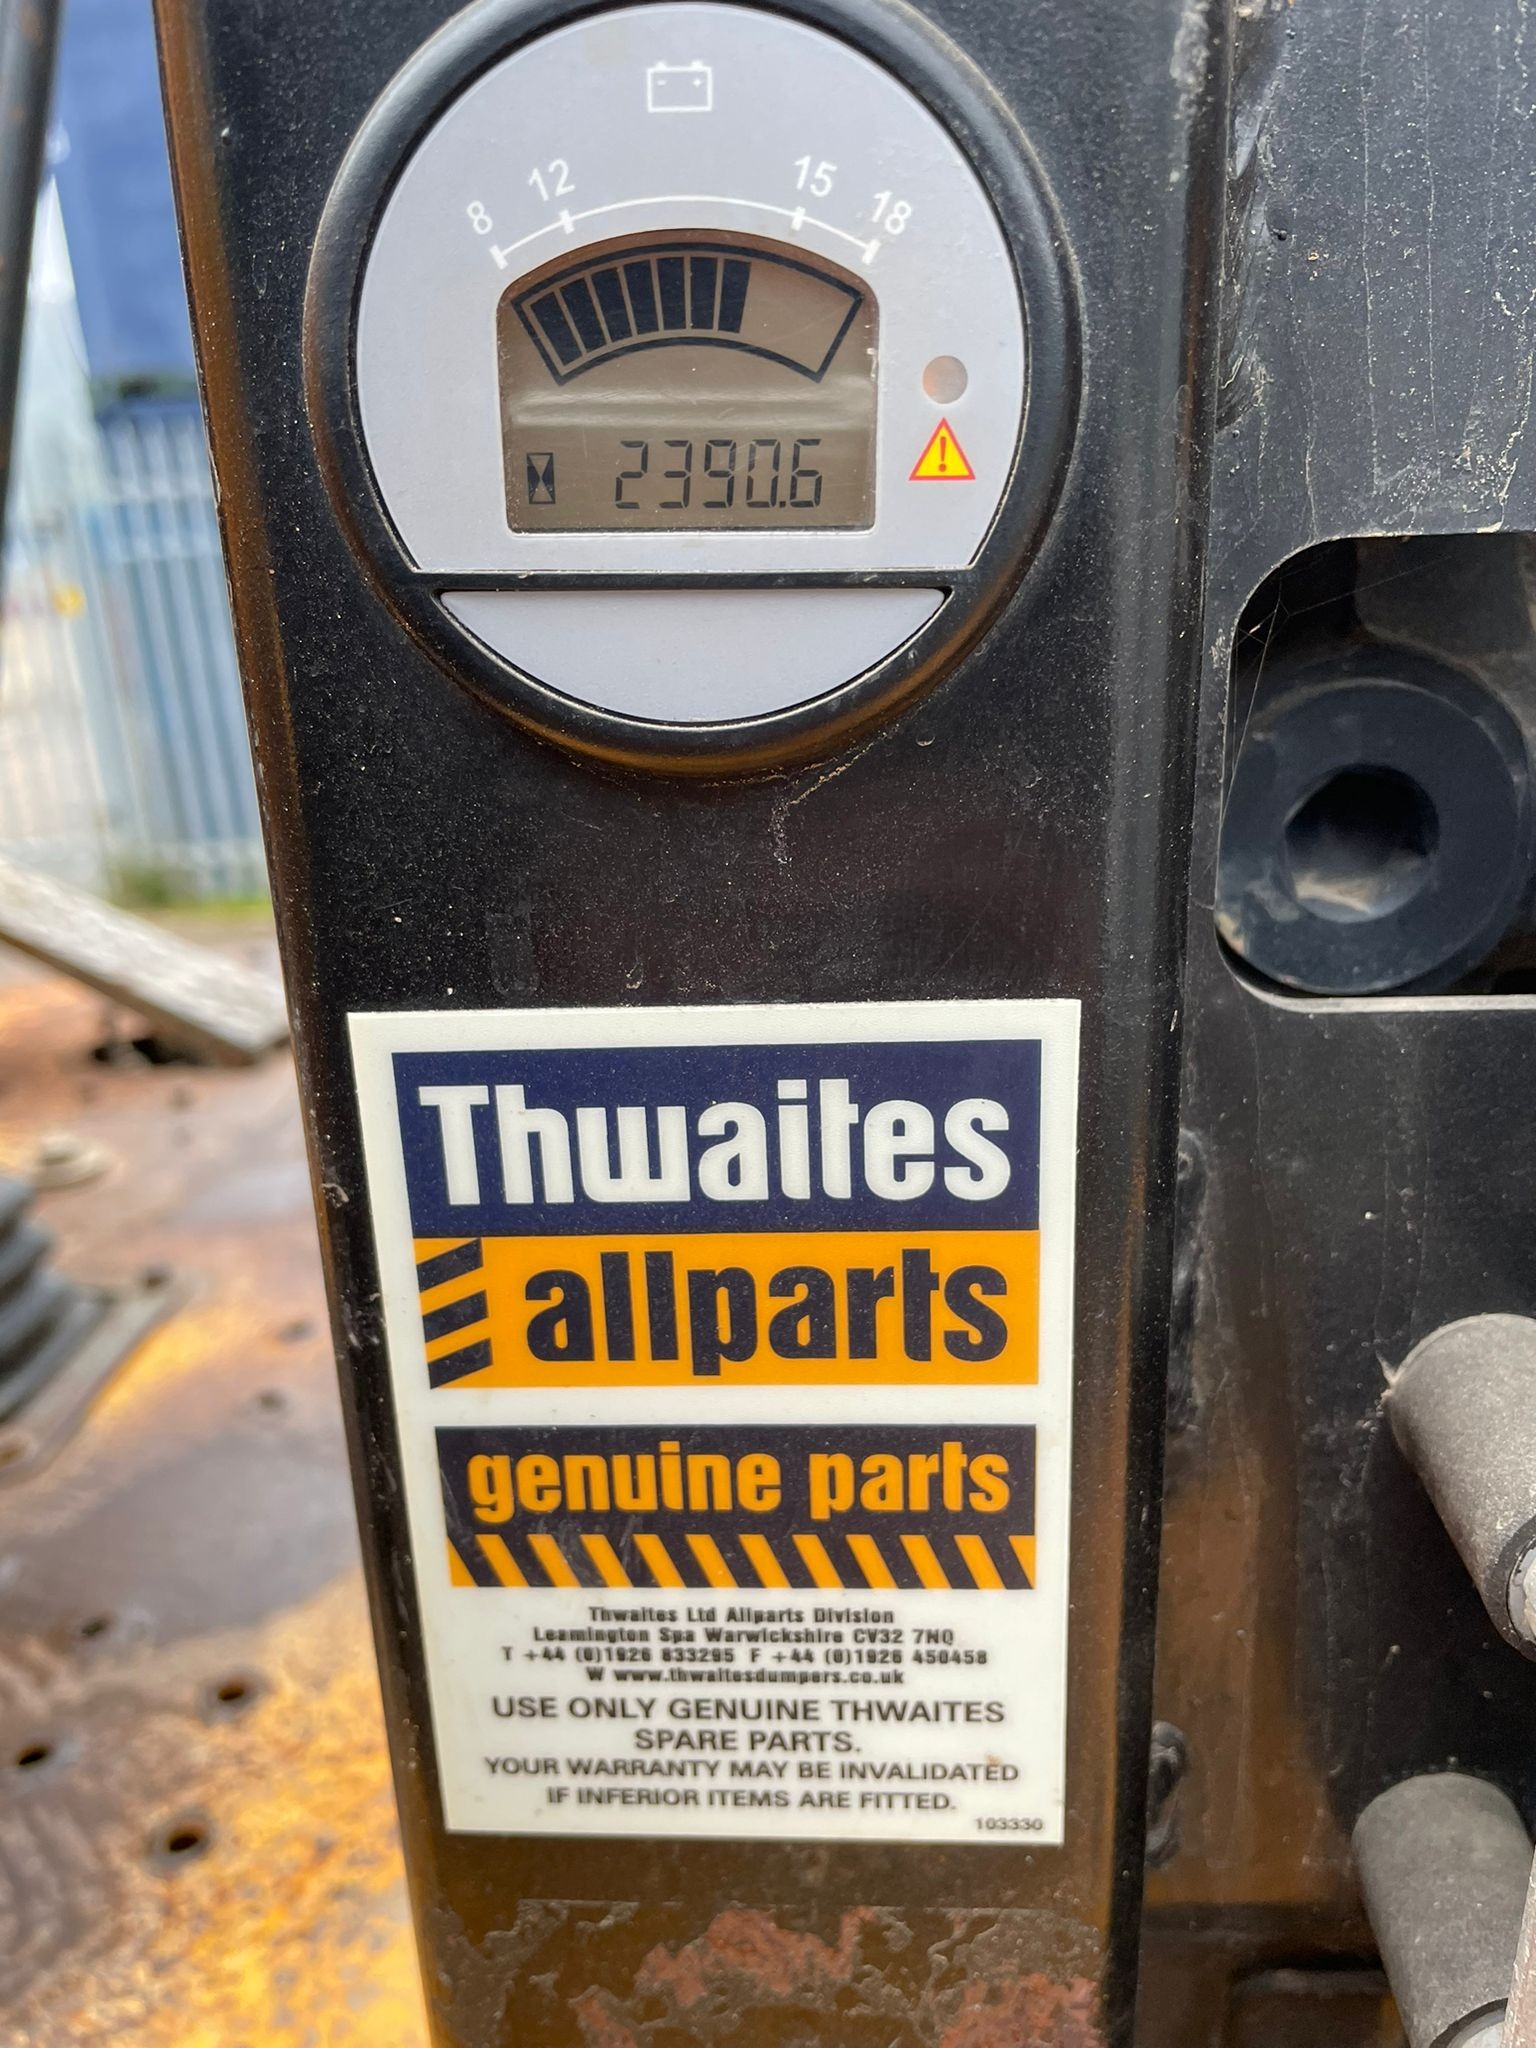 8 12 15 18
2390.6
Thwaites
allparts
genuine parts
Thwaites Ltd Allparts Division
Leamington Spa Warwickshire CV32 7NQ
T +44 (0)1926 833295 F +44 (0)1926 450458
W www.thwaitesdumpers.co.uk
USE ONLY GENUINE THWAITES
SPARE PARTS.
YOUR WARRANTY MAY BE INVALIDATED
IF INFERIOR ITEMS ARE FITTED.
103330